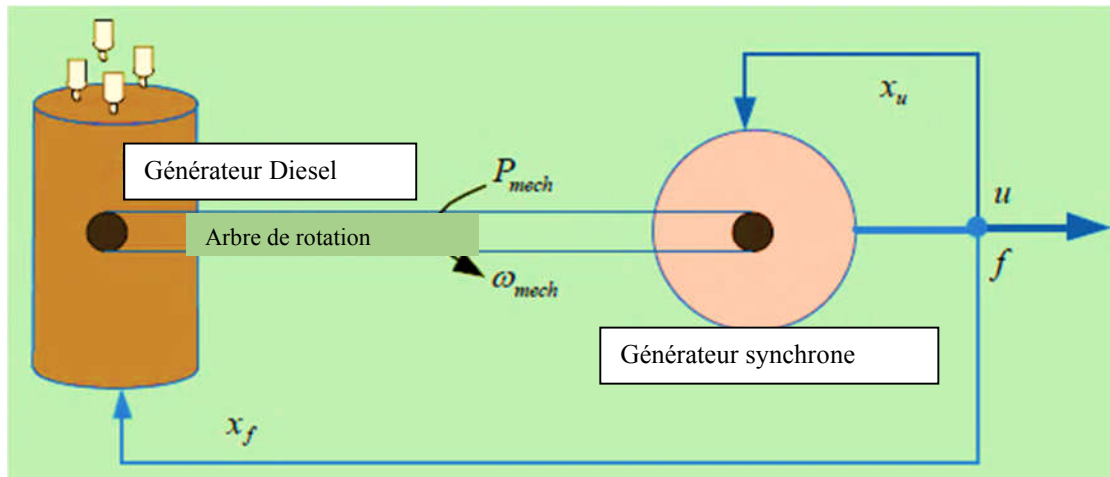 Générateur Diesel
P_mech
x_u
u
Arbre de rotation
f
ω_mech
Générateur synchrone
x_f